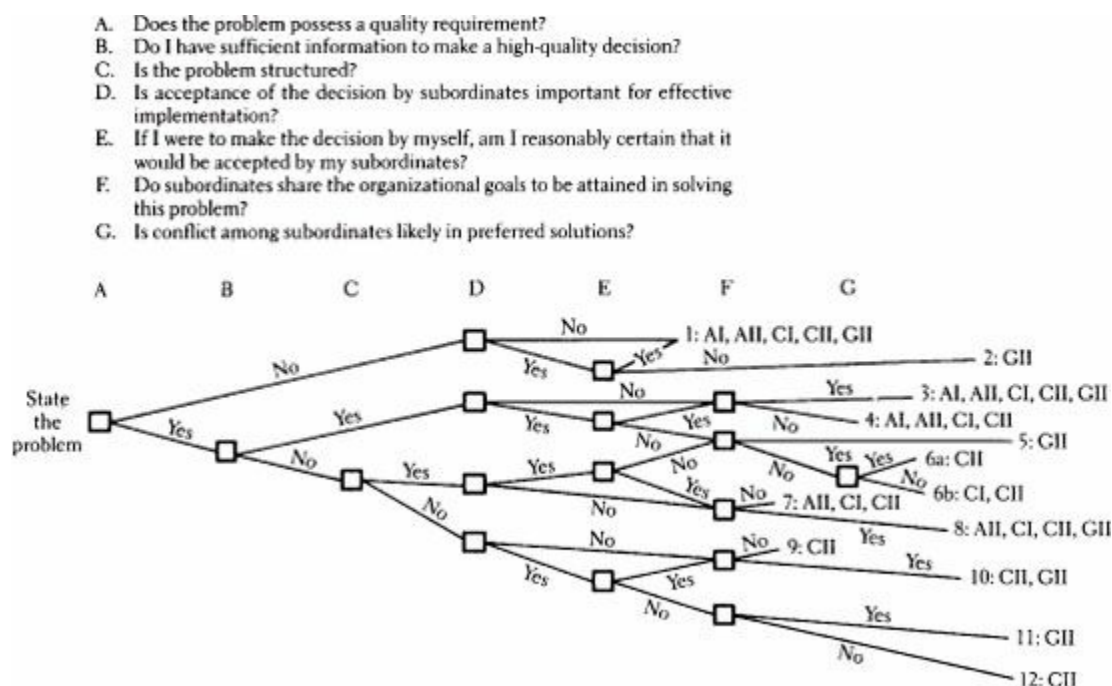 A. Does the problem possess a quality requirement?
B. Do I have sufficient information to make a high-quality decision?
C. Is the problem structured?
D. Is acceptance of the decision by subordinates important for effective
implementation?
E. If I were to make the decision by myself, am I reasonably certain that it
would be accepted by my subordinates?
F. Do subordinates share the organizational goals to be attained in solving
this problem?
G. Is conflict among subordinates likely in preferred solutions?
A B C D E F G
No 1: AI, AII, CI, CII, GII
Yes Yes No 2: GII
No
State
the
problem
Yes
No Yes 3: AI, AII, CI, CII, GII
Yes Yes Yes No 4: AI, AII, CI, CII
No 5: GII
No Yes Yes Yes No No Yes Yes 6a: CII
No 6b: CI, CII
Yes No 7: AII, CI, CII
No No
Yes 8: AII, CI, CII, GII
No No 9: CII
Yes Yes Yes 10: CII, GII
No Yes 11: GII
No 12: CII